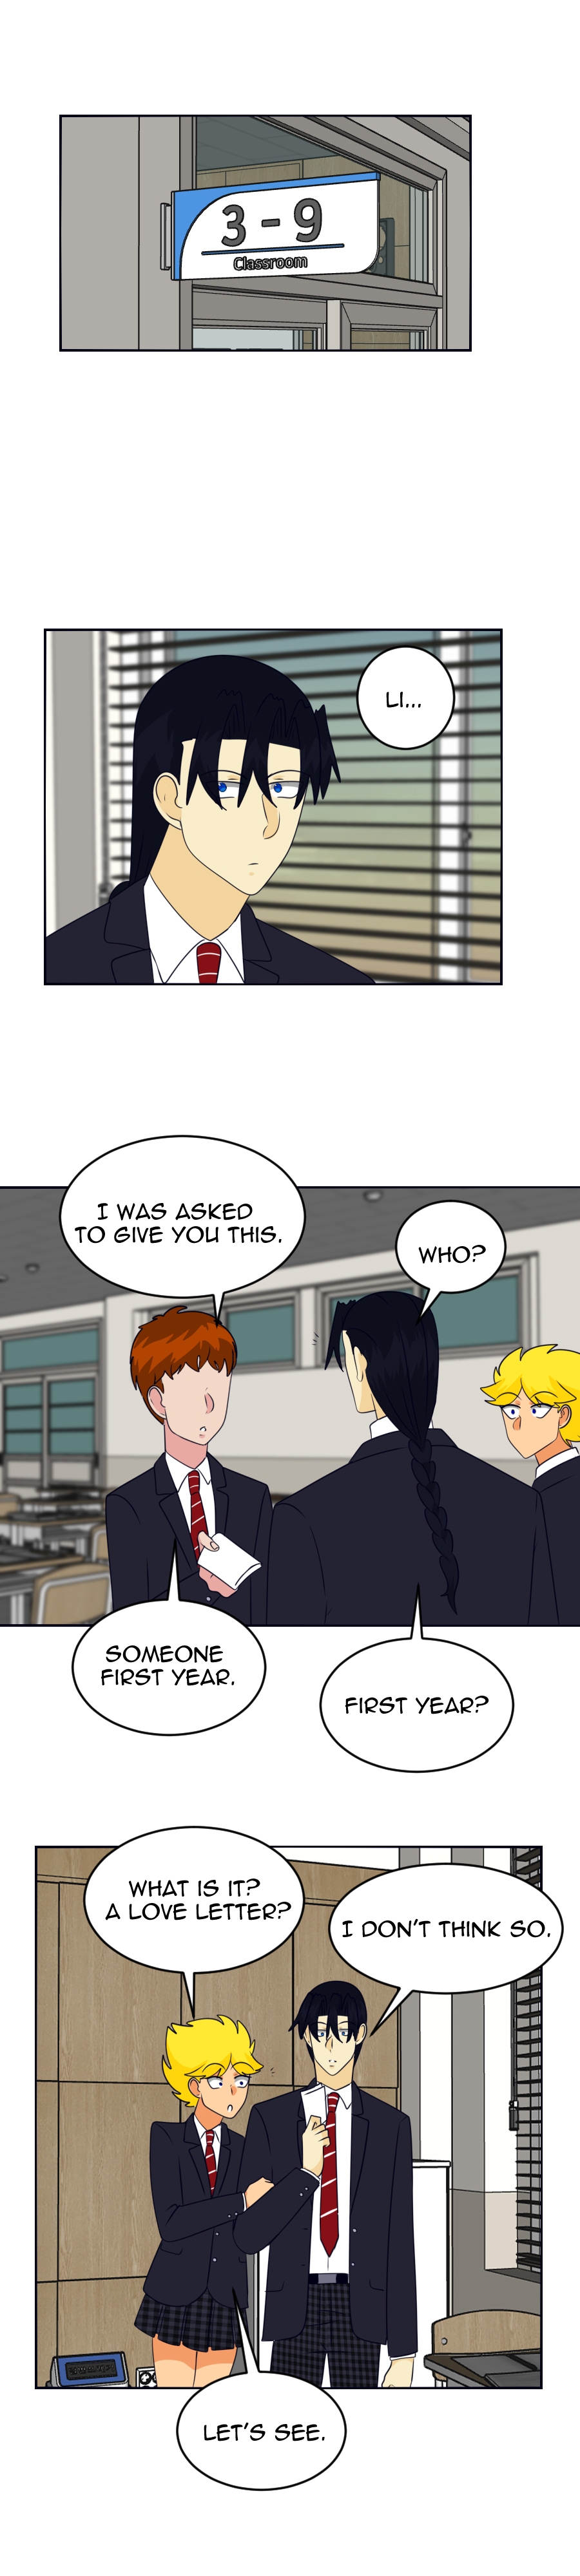 3 - 9
Classroom
LI...
I WAS ASKED
TO GIVE YOU THIS.
WHO?
SOMEONE
FIRST YEAR.
FIRST YEAR?
WHAT IS IT?
A LOVE LETTER?
I DON'T THINK SO.
LET'S SEE.